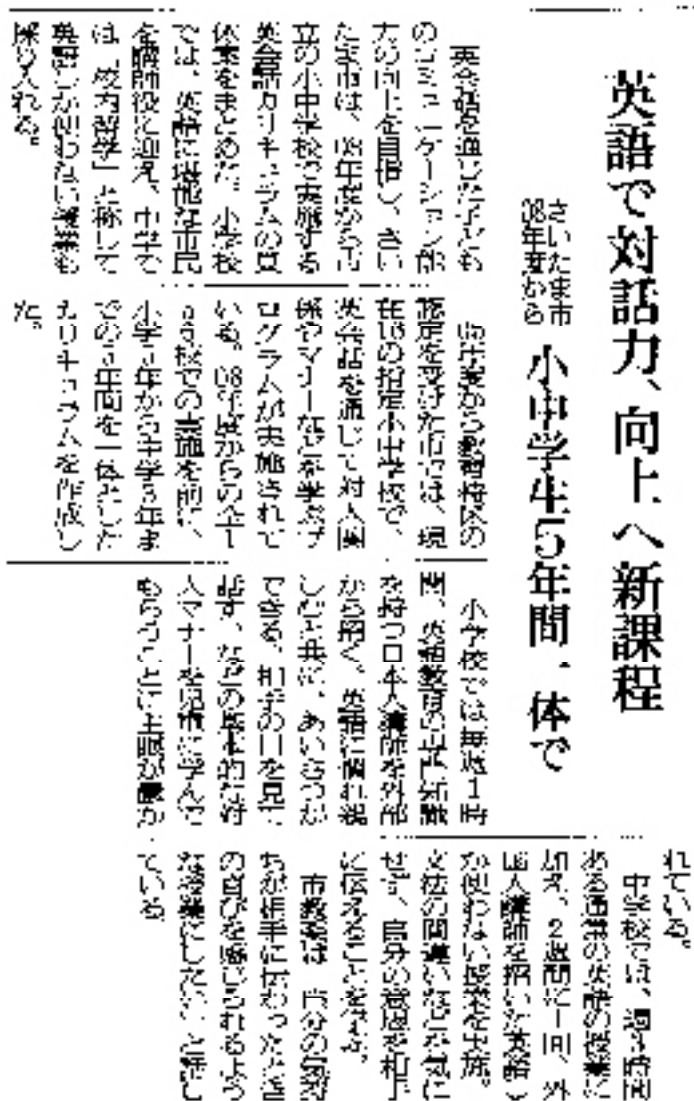 英語で対話力、向上へ新課程
さいたま市
08年度から
小中学生5年間一体で
英会話を通じた子ども
のコミュニケーション能
力の向上を目指し、さい
たま市は、08年度から市
立の小中学校で実施する
英会話カリキュラムの
をまとめた。小学校
では、英語に堪能な市民
を講師役に迎え、中学で
は「校内留学」と称して
英語しか使わない授業も
採り入れる。
05年度から教育特区の
認定を受けた市では、現
在16の指定小中学校で、
英会話を通じて対人関
係やマナーなどを学ぶプ
ログラムが実施されて
いる。08年度からの全
校での実施を前に、
小学5年から中学3年ま
での5年間を一体とした
カリキュラムを作成し
た。
小学校では毎週1時
間、英語教育の専門知識
を持つ日本人講師を外部
から招く。英語に慣れ親
しむと共に、あいさつが
できる、相手の目を見て
話す、などの基本的な対
人マナーを児童に学んで
もらうことに主眼が置か
れている。
中学校では、週3時間
ある通常の英語の授業に
加え、2週間に1回、外
国人講師を招いた英語し
か使わない授業を実施。
文法の間違いなどを気に
せず、自分の意思を相手
に伝えることを促す。
市教委は「自分の気持
ちが相手に伝わったとき
の喜びを感じられるよう
な授業にしたい」と話し
ている。